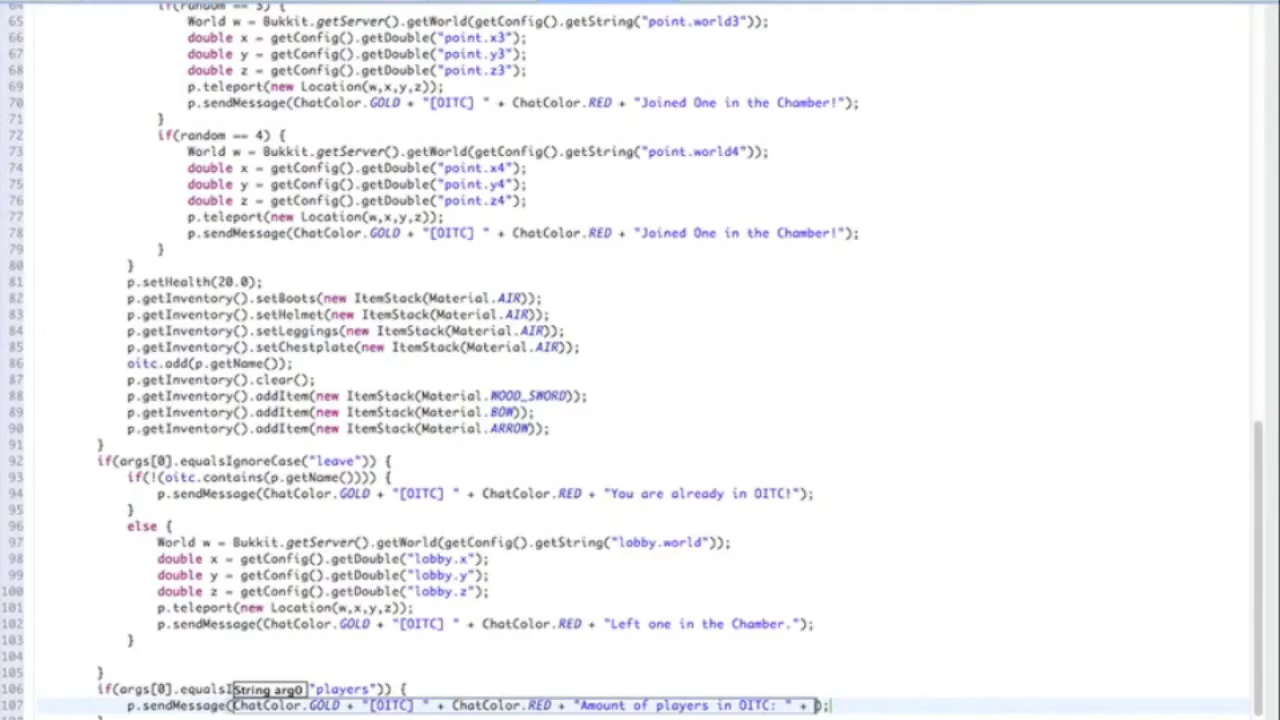 64 if(random == 3) {
65 World w = Bukkit.getServer().getWorld(getConfig().getString("point.world3"));
66 double x = getConfig().getDouble("point.x3");
67 double y = getConfig().getDouble("point.y3");
68 double z = getConfig().getDouble("point.z3");
69 p.teleport(new Location(w,x,y,z));
70 p.sendMessage(ChatColor.GOLD + "[OITC] " + ChatColor.RED + "Joined One in the Chamber!");
71 }
72 if(random == 4) {
73 World w = Bukkit.getServer().getWorld(getConfig().getString("point.world4"));
74 double x = getConfig().getDouble("point.x4");
75 double y = getConfig().getDouble("point.y4");
76 double z = getConfig().getDouble("point.z4");
77 p.teleport(new Location(w,x,y,z));
78 p.sendMessage(ChatColor.GOLD + "[OITC] " + ChatColor.RED + "Joined One in the Chamber!");
79 }
80 }
81 p.setHealth(20.0);
82 p.getInventory().setBoots(new ItemStack(Material.AIR));
83 p.getInventory().setHelmet(new ItemStack(Material.AIR));
84 p.getInventory().setLeggings(new ItemStack(Material.AIR));
85 p.getInventory().setChestplate(new ItemStack(Material.AIR));
86 oitc.add(p.getName());
87 p.getInventory().clear();
88 p.getInventory().addItem(new ItemStack(Material.WOOD_SWORD));
89 p.getInventory().addItem(new ItemStack(Material.BOW));
90 p.getInventory().addItem(new ItemStack(Material.ARROW));
91 }
92 if(args[0].equalsIgnoreCase("leave")) {
93 if(!(oitc.contains(p.getName()))) {
94 p.sendMessage(ChatColor.GOLD + "[OITC] " + ChatColor.RED + "You are already in OITC!");
95 }
96 else {
97 World w = Bukkit.getServer().getWorld(getConfig().getString("lobby.world"));
98 double x = getConfig().getDouble("lobby.x");
99 double y = getConfig().getDouble("lobby.y");
100 double z = getConfig().getDouble("lobby.z");
101 p.teleport(new Location(w,x,y,z));
102 p.sendMessage(ChatColor.GOLD + "[OITC] " + ChatColor.RED + "Left one in the Chamber.");
103 }
104
105 }
106 if(args[0].equalsI String arg0 "players")) {
107 p.sendMessage(ChatColor.GOLD + "[OITC] " + ChatColor.RED + "Amount of players in OITC: " + );